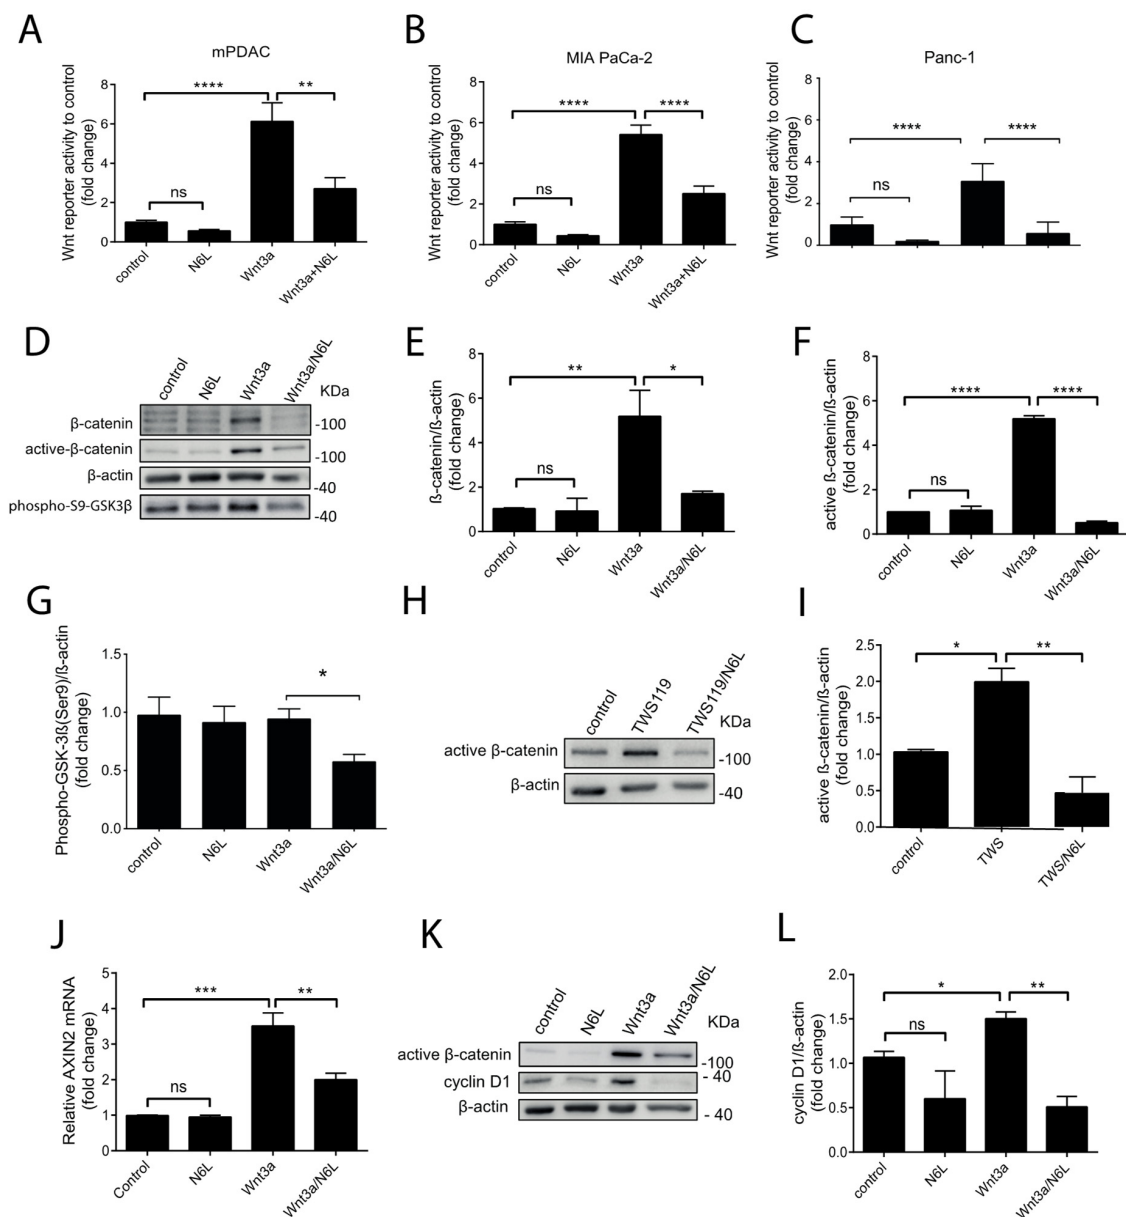 A
mPDAC
Wnt reporter activity to control
(fold change)
8
6
4
2
0
****
**
ns
control
N6L
Wnt3a
Wnt3a+N6L
B
MIA PaCa-2
Wnt reporter activity to control
(fold change)
8
6
4
2
0
****
****
ns
control
N6L
Wnt3a
Wnt3a+N6L
C
Panc-1
Wnt reporter activity to control
(fold change)
8
6
4
2
0
****
****
ns
D
control
N6L
Wnt3a
Wnt3a/N6L
KDa
β-catenin
-100
active-β-catenin
-100
β-actin
-40
phospho-S9-GSK3β
-40
E
ß-catenin/ß-actin
(fold change)
8
6
4
2
0
**
*
ns
control
N6L
Wnt3a
Wnt3a/N6L
F
active ß-catenin/ß-actin
(fold change)
8
6
4
2
0
****
****
ns
control
N6L
Wnt3a
Wnt3a/N6L
G
Phospho-GSK-3ß(Ser9)/ß-actin
(fold change)
1.5
1.0
0.5
0.0
*
control
N6L
Wnt3a
Wnt3a/N6L
H
control
TWS119
TWS119/N6L
KDa
active β-catenin
-100
β-actin
-40
I
active ß-catenin/ß-actin
(fold change)
2.5
2.0
1.5
1.0
0.5
0.0
*
**
control
TWS
TWS/N6L
J
Relative AXIN2 mRNA
(fold change)
5
4
3
2
1
0
***
**
ns
Control
N6L
Wnt3a
Wnt3a/N6L
K
control
N6L
Wnt3a
Wnt3a/N6L
KDa
active β-catenin
-100
cyclin D1
- 40
β-actin
- 40
L
cyclin D1/ß-actin
(fold change)
2.0
1.5
1.0
0.5
0.0
*
**
ns
control
N6L
Wnt3a
Wnt3a/N6L